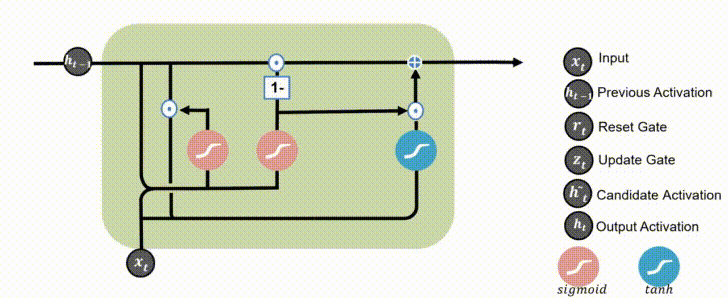 h_{t-1}
1-
x_t
x_t Input
h_{t-1} Previous Activation
r_t Reset Gate
z_t Update Gate
h~_t Candidate Activation
h_t Output Activation
sigmoid tanh